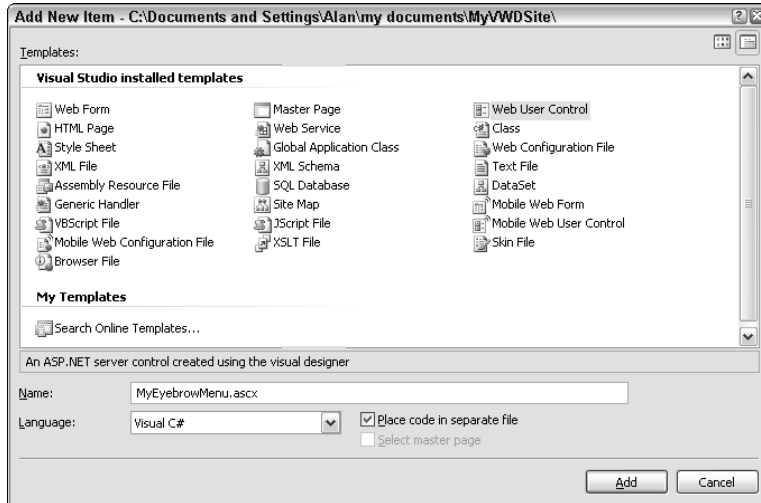 Add New Item - C:\Documents and Settings\Alan\my documents\MyVWDSite\
Templates:
Visual Studio installed templates
Web Form
Master Page
Web User Control
HTML Page
Web Service
Class
Style Sheet
Global Application Class
Web Configuration File
XML File
XML Schema
Text File
Assembly Resource File
SQL Database
DataSet
Generic Handler
Site Map
Mobile Web Form
VBScript File
JScript File
Mobile Web User Control
Mobile Web Configuration File
XSLT File
Skin File
Browser File
My Templates
Search Online Templates...
An ASP.NET server control created using the visual designer
Name:
MyEyebrowMenu.ascx
Language:
Visual C#
Place code in separate file
Select master page
Add
Cancel